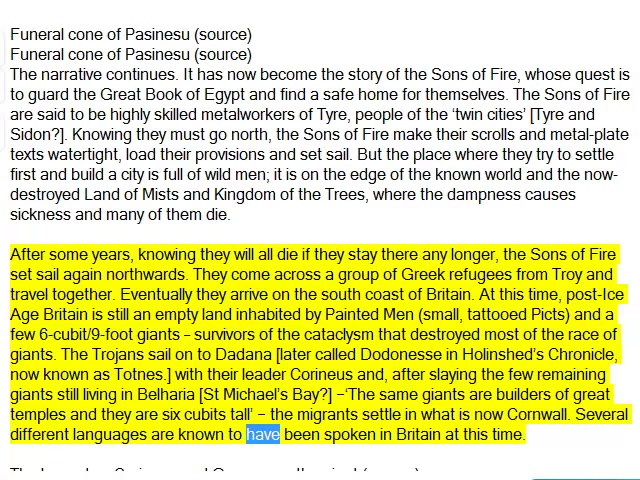 Funeral cone of Pasinesu (source)
Funeral cone of Pasinesu (source)
The narrative continues. It has now become the story of the Sons of Fire, whose quest is
to guard the Great Book of Egypt and find a safe home for themselves. The Sons of Fire
are said to be highly skilled metalworkers of Tyre, people of the ‘twin cities’ [Tyre and
Sidon?]. Knowing they must go north, the Sons of Fire make their scrolls and metal-plate
texts watertight, load their provisions and set sail. But the place where they try to settle
first and build a city is full of wild men; it is on the edge of the known world and the now-
destroyed Land of Mists and Kingdom of the Trees, where the dampness causes
sickness and many of them die.
After some years, knowing they will all die if they stay there any longer, the Sons of Fire
set sail again northwards. They come across a group of Greek refugees from Troy and
travel together. Eventually they arrive on the south coast of Britain. At this time, post-Ice
Age Britain is still an empty land inhabited by Painted Men (small, tattooed Picts) and a
few 6-cubit/9-foot giants – survivors of the cataclysm that destroyed most of the race of
giants. The Trojans sail on to Dadana [later called Dodonesse in Holinshed’s Chronicle,
now known as Totnes.] with their leader Corineus and, after slaying the few remaining
giants still living in Belharia [St Michael’s Bay?] –‘The same giants are builders of great
temples and they are six cubits tall’ – the migrants settle in what is now Cornwall. Several
different languages are known to have been spoken in Britain at this time.